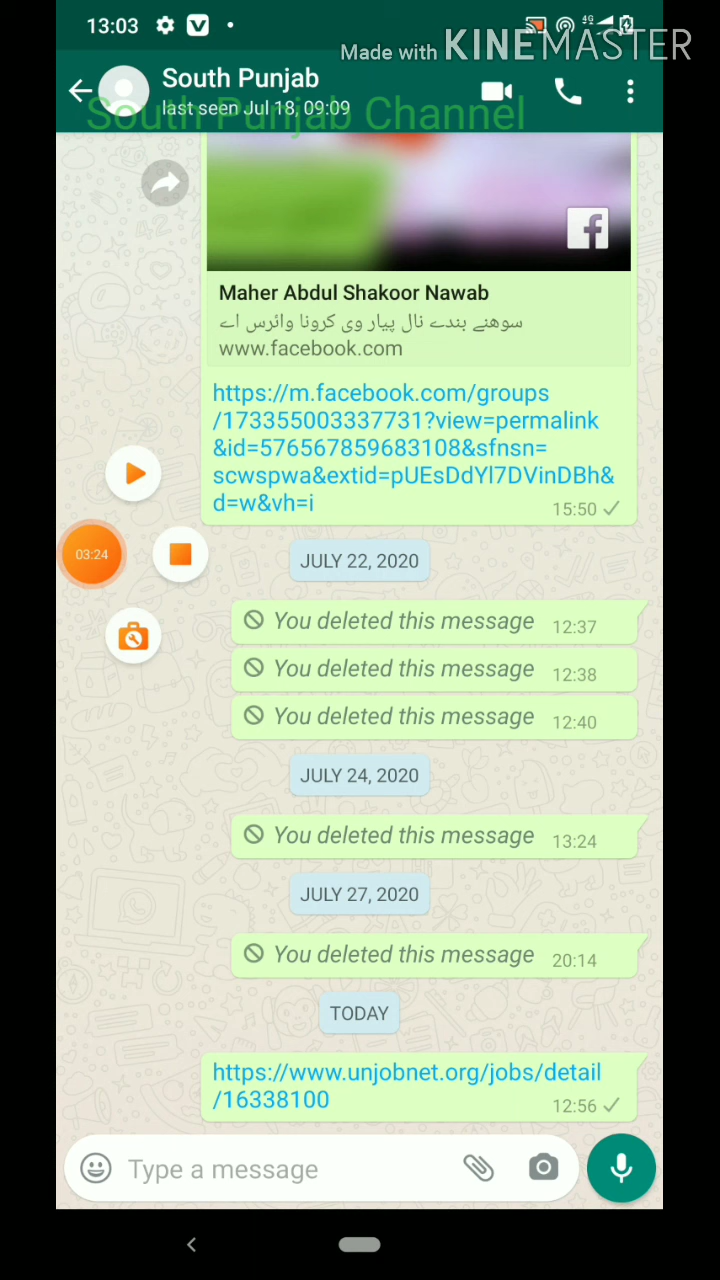 13:03
4G
Made with KINEMASTER
South Punjab
last seen Jul 18, 09:09
South Punjab Channel
Maher Abdul Shakoor Nawab
سوھنے بندے نال پیار وی کرونا وائرس اے
www.facebook.com
https://m.facebook.com/groups
/1733550033377​31?view=permalink
&id=576567859683108&sfnsn=
scwspwa&extid=pUEsDdYl7DVinDBh&
d=w&vh=i
15:50
03:24
JULY 22, 2020
You deleted this message 12:37
You deleted this message 12:38
You deleted this message 12:40
JULY 24, 2020
You deleted this message 13:24
JULY 27, 2020
You deleted this message 20:14
TODAY
https://www.unjobnet.org/jobs/detail
/16338100
12:56
Type a message